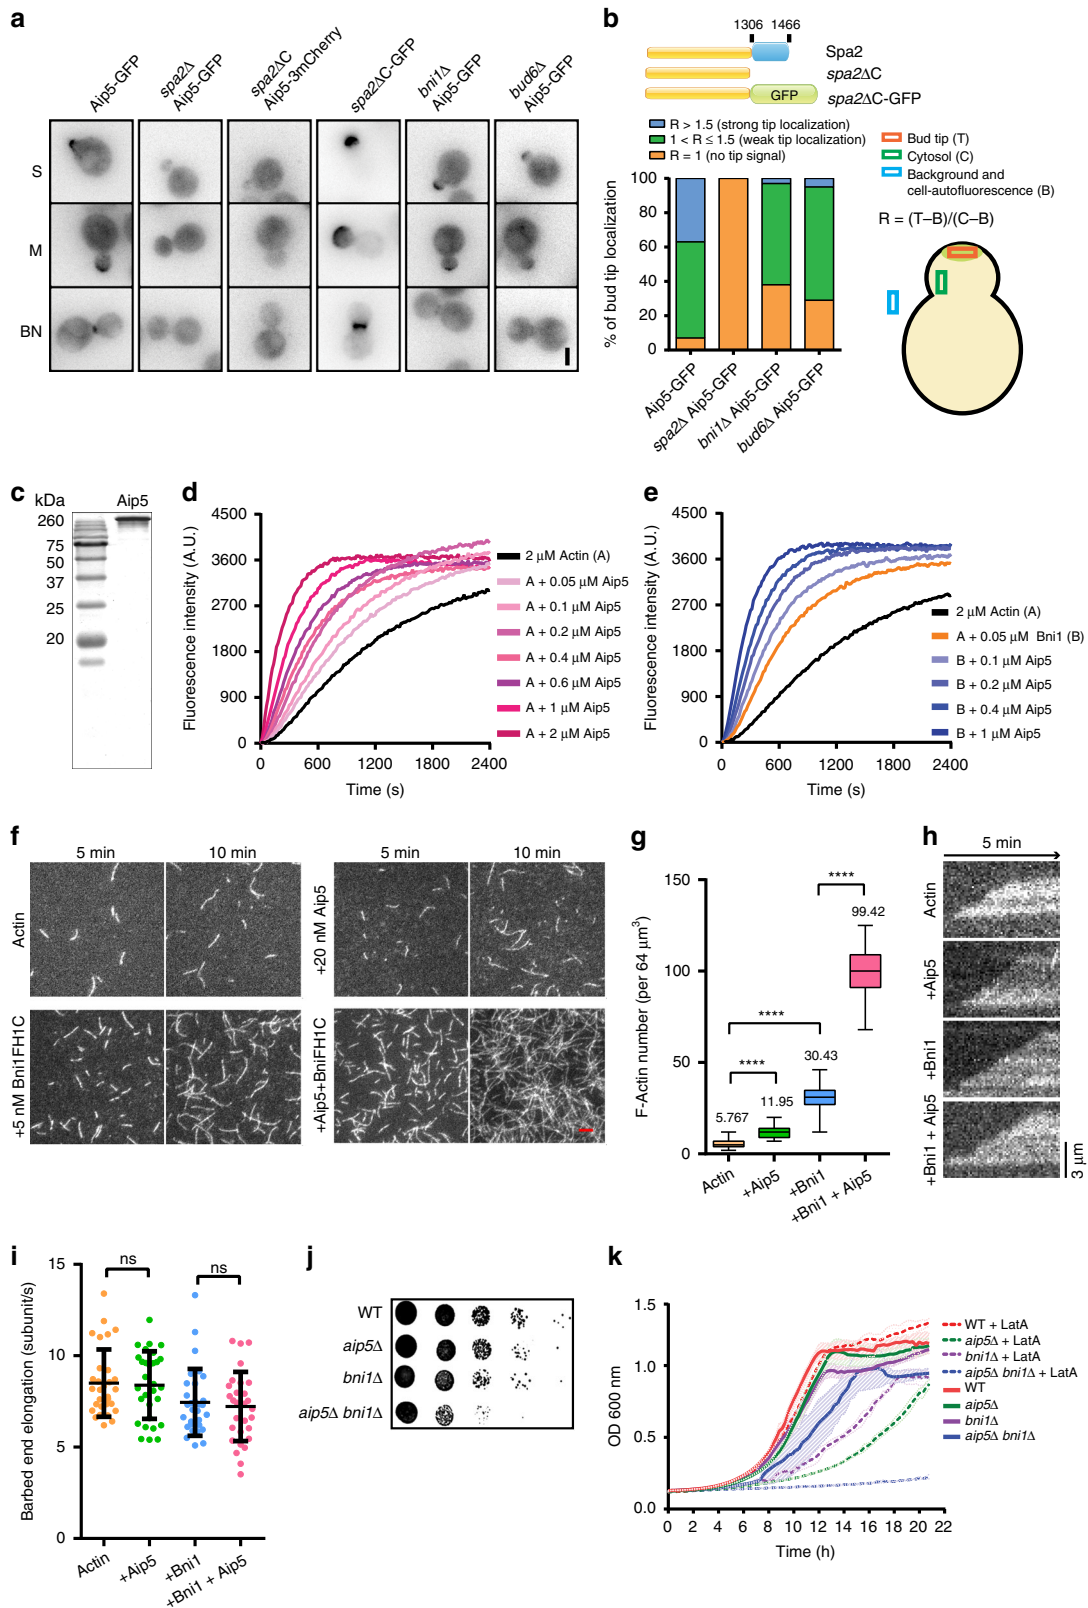 a
Aip5-GFP
spa2Δ
Aip5-GFP
spa2ΔC
Aip5-3mCherry
spa2ΔC-GFP
bni1Δ
Aip5-GFP
bud6Δ
Aip5-GFP
S
M
BN
b
1306 1466
Spa2
spa2ΔC
GFP
spa2ΔC-GFP
R > 1.5 (strong tip localization)
1 < R ≤ 1.5 (weak tip localization)
R = 1 (no tip signal)
Bud tip (T)
Cytosol (C)
Background and
cell-autofluorescence (B)
R = (T–B)/(C–B)
% of bud tip localization
100
80
60
40
20
0
Aip5-GFP
spa2Δ Aip5-GFP
bni1Δ Aip5-GFP
bud6Δ Aip5-GFP
c
kDa
Aip5
260
75
50
37
25
20
d
Fluorescence intensity (A.U.)
4500
3600
2700
1800
900
0
0 600 1200 1800 2400
Time (s)
2 μM Actin (A)
A + 0.05 μM Aip5
A + 0.1 μM Aip5
A + 0.2 μM Aip5
A + 0.4 μM Aip5
A + 0.6 μM Aip5
A + 1 μM Aip5
A + 2 μM Aip5
e
Fluorescence intensity (A.U.)
4500
3600
2700
1800
900
0
0 600 1200 1800 2400
Time (s)
2 μM Actin (A)
A + 0.05 μM Bni1 (B)
B + 0.1 μM Aip5
B + 0.2 μM Aip5
B + 0.4 μM Aip5
B + 1 μM Aip5
f
5 min 10 min 5 min 10 min
Actin
+20 nM Aip5
+5 nM Bni1FH1C
+Aip5+BniFH1C
g
F-Actin number (per 64 μm³)
150
100
50
0
5.767
11.95
30.43
99.42
****
****
****
Actin
+Aip5
+Bni1
+Bni1 + Aip5
h
5 min
Actin
+Aip5
+Bni1
+Bni1 + Aip5
3 μm
i
Barbed end elongation (subunit/s)
15
10
5
0
ns
ns
Actin
+Aip5
+Bni1
+Bni1 + Aip5
j
WT
aip5Δ
bni1Δ
aip5Δ bni1Δ
k
OD 600 nm
1.5
1.0
0.5
0.0
0 2 4 6 8 10 12 14 16 18 20 22
Time (h)
WT + LatA
aip5Δ + LatA
bni1Δ + LatA
aip5Δ bni1Δ + LatA
WT
aip5Δ
bni1Δ
aip5Δ bni1Δ